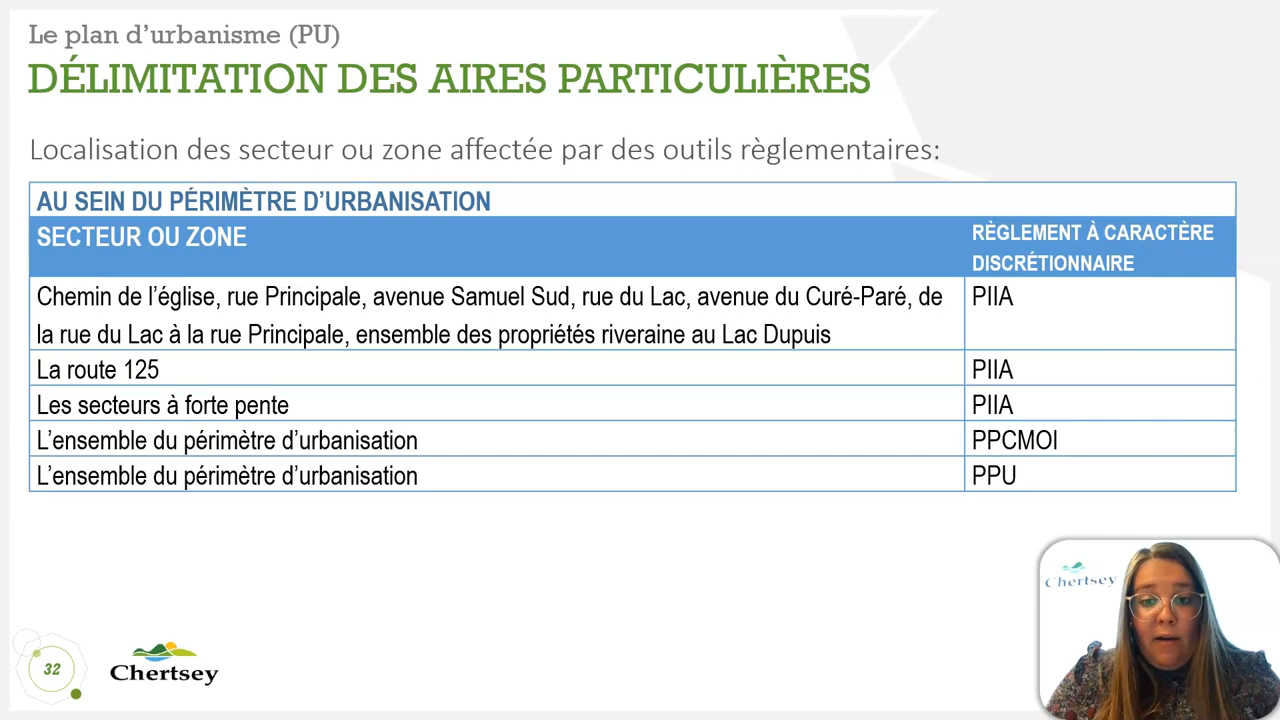 Le plan d’urbanisme (PU)
DÉLIMITATION DES AIRES PARTICULIÈRES
Localisation des secteur ou zone affectée par des outils règlementaires:
AU SEIN DU PÉRIMÈTRE D’URBANISATION
SECTEUR OU ZONE
RÈGLEMENT À CARACTÈRE
DISCRÉTIONNAIRE
Chemin de l’église, rue Principale, avenue Samuel Sud, rue du Lac, avenue du Curé-Paré, de
la rue du Lac à la rue Principale, ensemble des propriétés riveraine au Lac Dupuis
PIIA
La route 125
PIIA
Les secteurs à forte pente
PIIA
L’ensemble du périmètre d’urbanisation
PPCMOI
L’ensemble du périmètre d’urbanisation
PPU
Chertsey
32
Chertsey